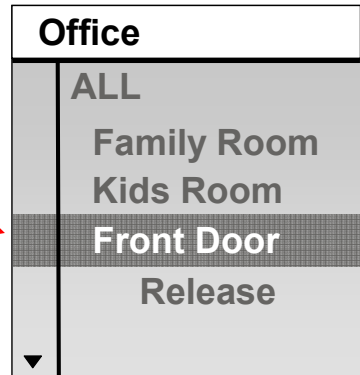 Office
ALL
Family Room
Kids Room
Front Door
Release